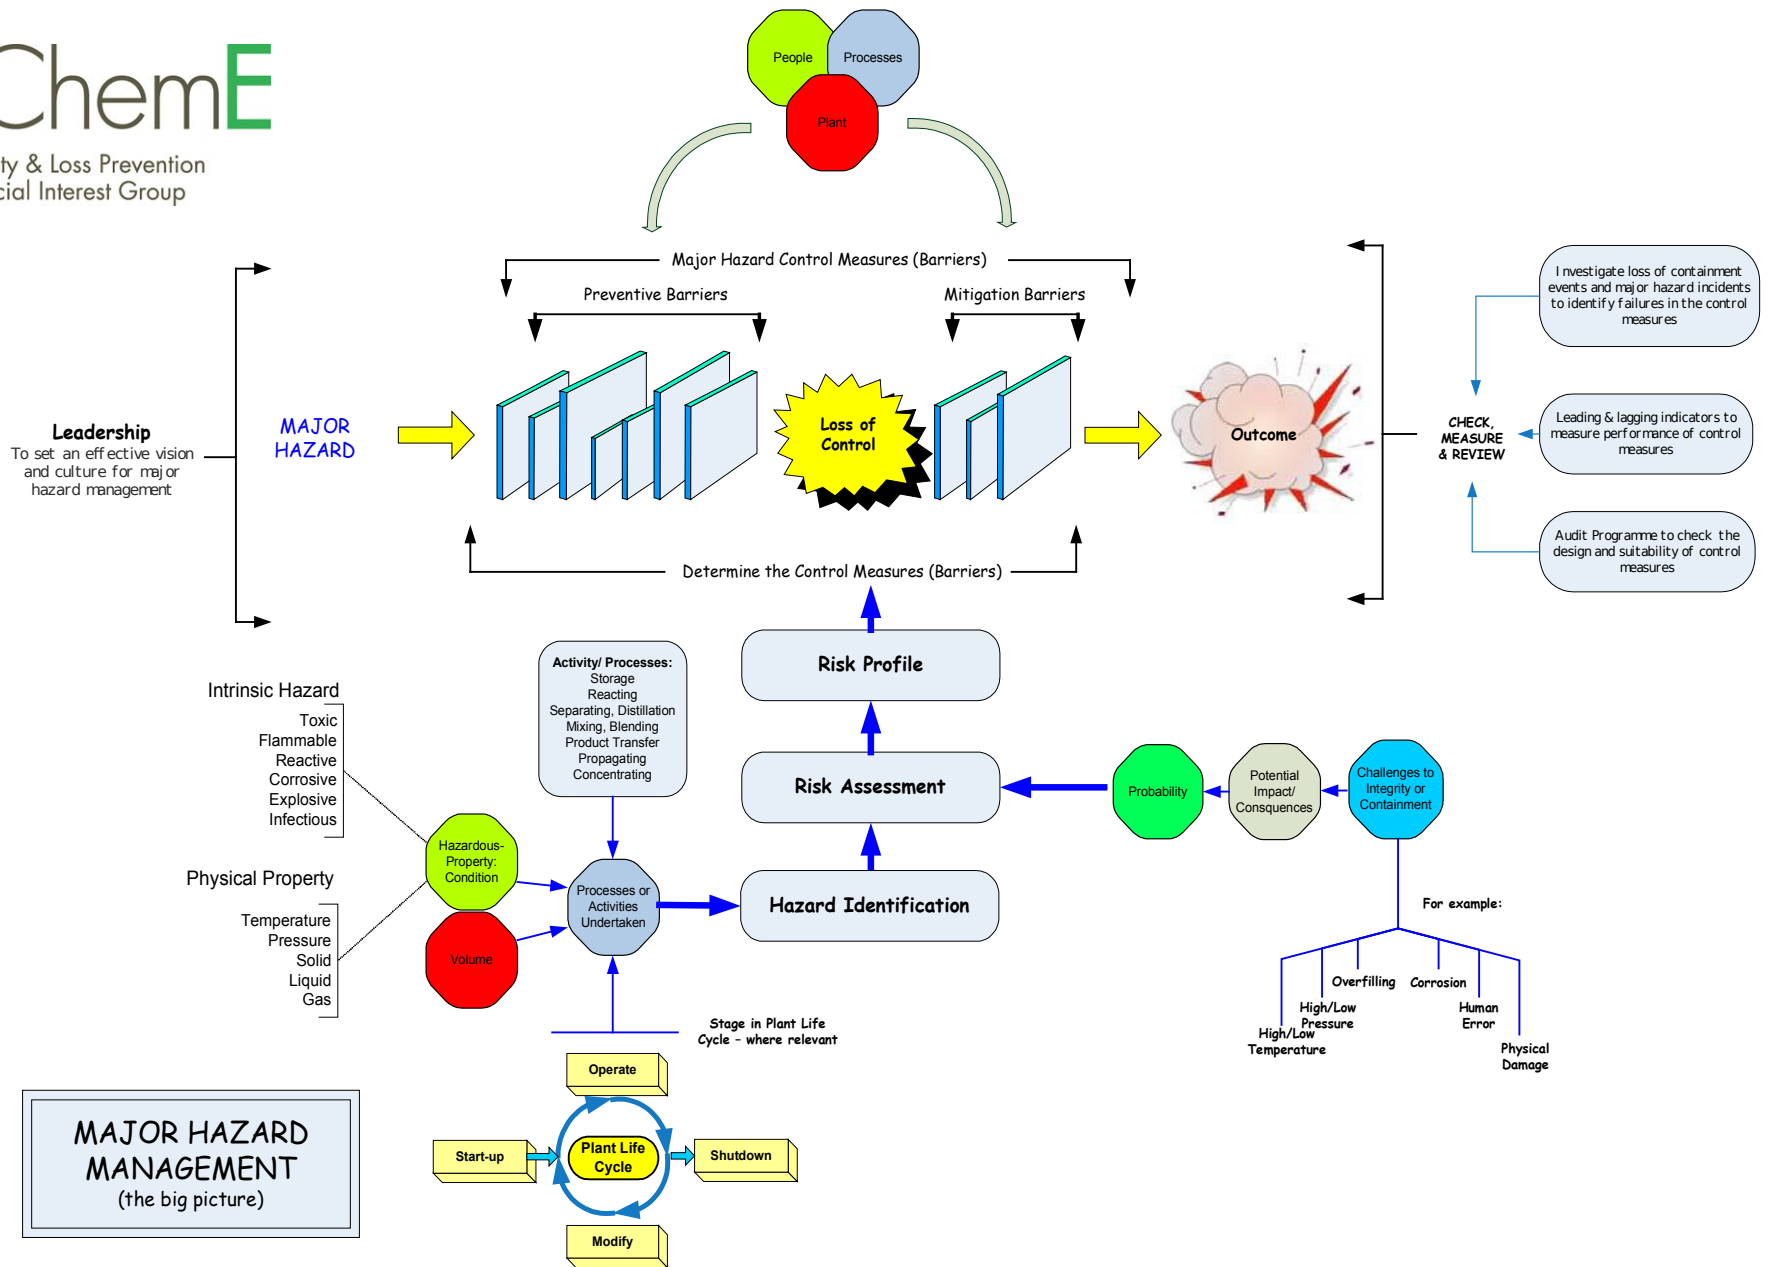 People
Processes
Plant
ChemE
ty & Loss Prevention
cial Interest Group
Major Hazard Control Measures (Barriers)
Preventive Barriers
Mitigation Barriers
Leadership
To set an effective vision
and culture for major
hazard management
MAJOR
HAZARD
Loss of
Control
Outcome
CHECK,
MEASURE
& REVIEW
Investigate loss of containment
events and major hazard incidents
to identify failures in the control
measures
Leading & lagging indicators to
measure performance of control
measures
Audit Programme to check the
design and suitability of control
measures
Determine the Control Measures (Barriers)
Risk Profile
Risk Assessment
Hazard Identification
Activity/ Processes:
Storage
Reacting
Separating, Distillation
Mixing, Blending
Product Transfer
Propagating
Concentrating
Intrinsic Hazard
Toxic
Flammable
Reactive
Corrosive
Explosive
Infectious
Physical Property
Temperature
Pressure
Solid
Liquid
Gas
Hazardous-
Property:
Condition
Volume
Processes or
Activities
Undertaken
Probability
Potential
Impact/
Consquences
Challenges to
Integrity or
Containment
For example:
High/Low
Temperature
High/Low
Pressure
Overfilling
Corrosion
Human
Error
Physical
Damage
Stage in Plant Life
Cycle – where relevant
Operate
Start-up
Plant Life
Cycle
Shutdown
Modify
MAJOR HAZARD
MANAGEMENT
(the big picture)